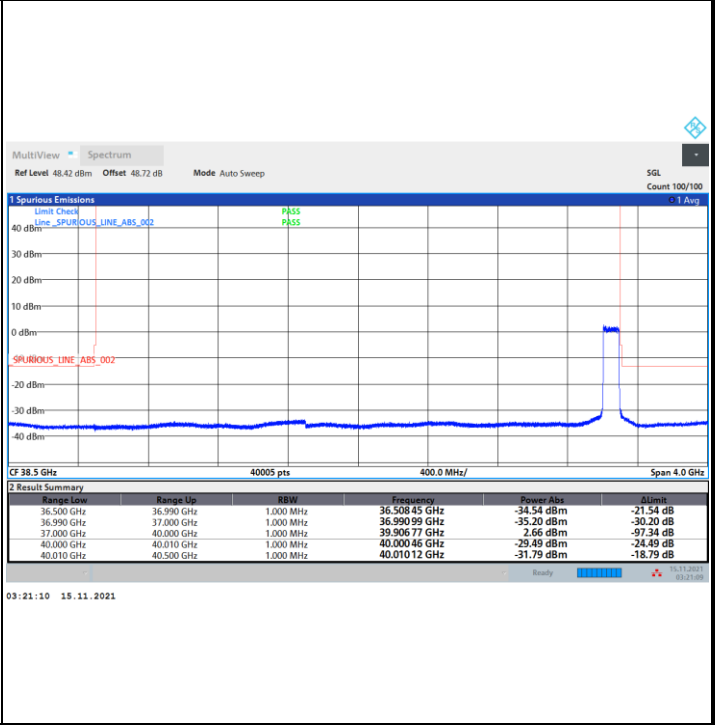 MultiView Spectrum
Ref Level 48.42 dBm Offset 48.72 dB Mode Auto Sweep SGL
Count 100/100
1 Spurious Emissions 1 Avg
Limit Check PASS
Line _SPURIOUS_LINE_ABS_002 PASS
40 dBm
30 dBm
20 dBm
10 dBm
0 dBm
_SPURIOUS_LINE_ABS_002
-20 dBm
-30 dBm
-40 dBm
CF 38.5 GHz 40005 pts 400.0 MHz/ Span 4.0 GHz
2 Result Summary
Range Low Range Up RBW Frequency Power Abs ΔLimit
36.500 GHz 36.990 GHz 1.000 MHz 36.50845 GHz -34.54 dBm -21.54 dB
36.990 GHz 37.000 GHz 1.000 MHz 36.99099 GHz -35.20 dBm -30.20 dB
37.000 GHz 40.000 GHz 1.000 MHz 39.90677 GHz 2.66 dBm -97.34 dB
40.000 GHz 40.010 GHz 1.000 MHz 40.00046 GHz -29.49 dBm -24.49 dB
40.010 GHz 40.500 GHz 1.000 MHz 40.01012 GHz -31.79 dBm -18.79 dB
Ready 15.11.2021
03:21:09
03:21:10 15.11.2021